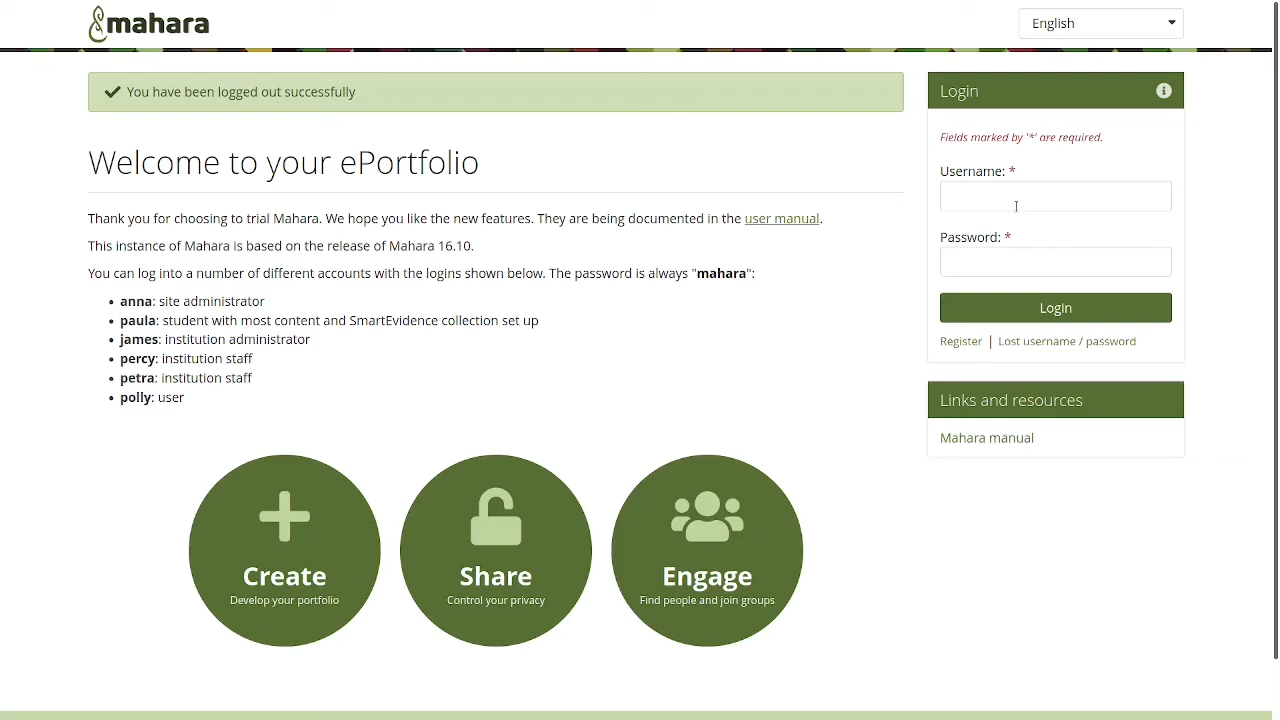 mahara
English
You have been logged out successfully
Welcome to your ePortfolio
Thank you for choosing to trial Mahara. We hope you like the new features. They are being documented in the user manual.
This instance of Mahara is based on the release of Mahara 16.10.
You can log into a number of different accounts with the logins shown below. The password is always "mahara":
anna: site administrator
paula: student with most content and SmartEvidence collection set up
james: institution administrator
percy: institution staff
petra: institution staff
polly: user
Create
Develop your portfolio
Share
Control your privacy
Engage
Find people and join groups
Login
Fields marked by '*' are required.
Username: *
Password: *
Login
Register | Lost username / password
Links and resources
Mahara manual